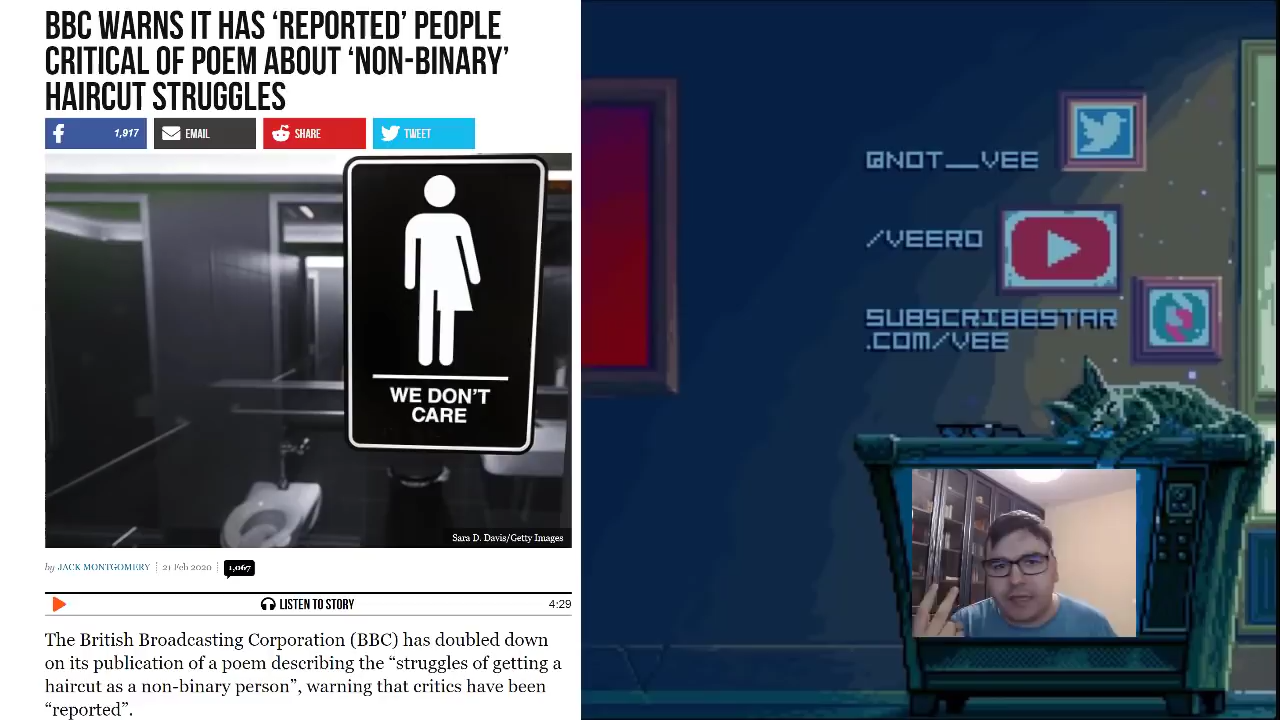 BBC WARNS IT HAS ‘REPORTED’ PEOPLE
CRITICAL OF POEM ABOUT ‘NON-BINARY’
HAIRCUT STRUGGLES
1,917
EMAIL
SHARE
TWEET
WE DON'T
CARE
Sara D. Davis/Getty Images
by JACK MONTGOMERY | 21 Feb 2020 | 1,067
LISTEN TO STORY
4:29
The British Broadcasting Corporation (BBC) has doubled down
on its publication of a poem describing the “struggles of getting a
haircut as a non-binary person”, warning that critics have been
“reported”.
@NOT__VEE
/VEERO
SUBSCRIBESTAR
.COM/VEE